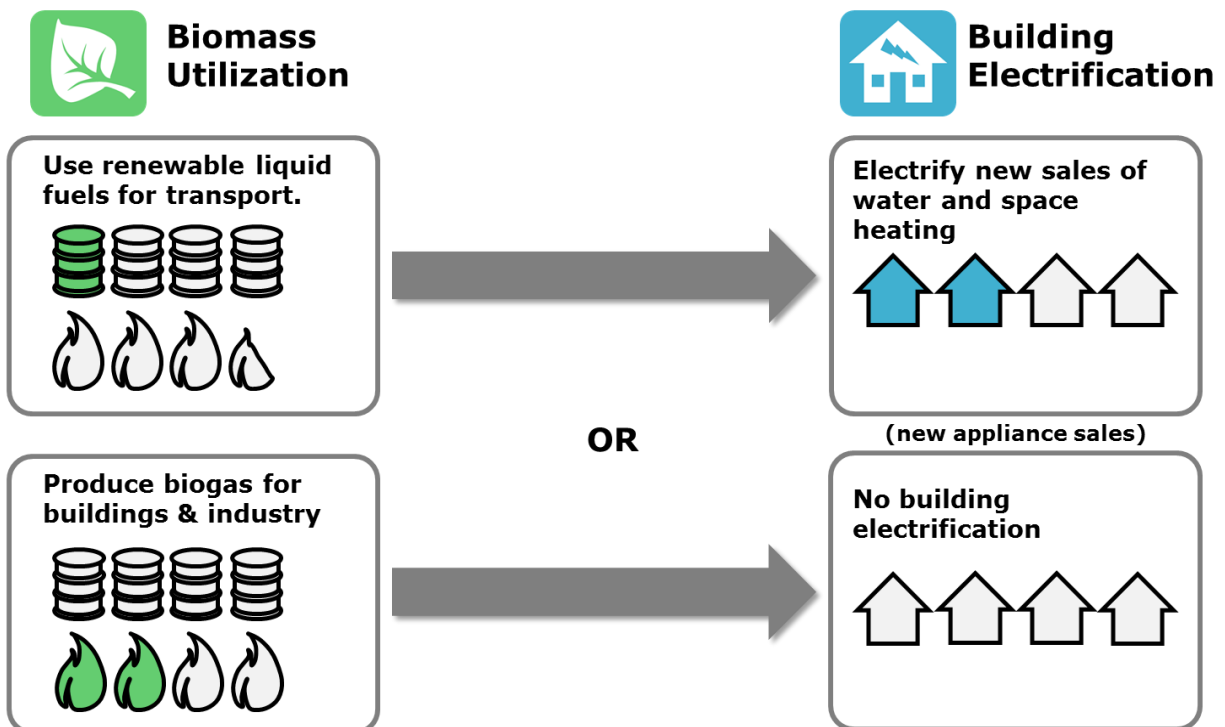 Biomass
Utilization
Building
Electrification
Use renewable liquid
fuels for transport.
Electrify new sales of
water and space
heating
OR
(new appliance sales)
Produce biogas for
buildings & industry
No building
electrification